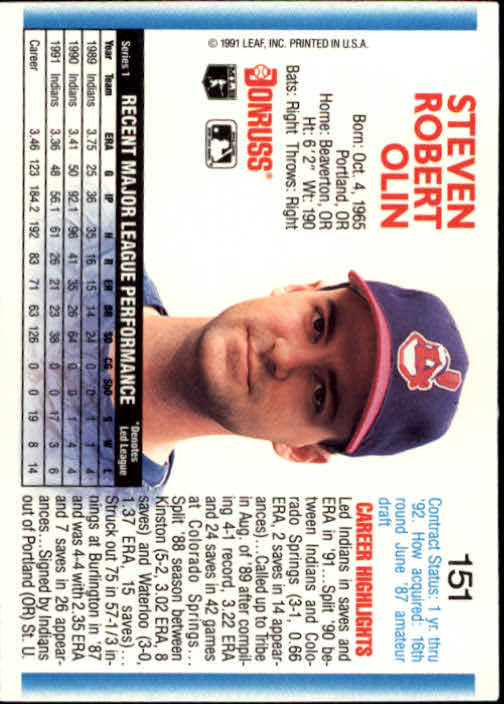 151
STEVEN
ROBERT
OLIN
Born: Oct. 4, 1965
Portland, OR
Home: Beaverton, OR
Ht: 6'2" Wt: 190
Bats: Right Throws: Right
DONRUSS
MLBPA
© 1991 LEAF, INC. PRINTED IN U.S.A.
Contract Status: 1 yr. thru
'92. How acquired: 16th
round June '87 amateur
draft
CAREER HIGHLIGHTS
Led Indians in saves and
ERA in '91...Split '90 be-
tween Indians and Colo-
rado Springs (3-1, 0.66
ERA, 2 saves in 14 appear-
ances)...Called up to Tribe
in Aug. of '89 after compil-
ing 4-1 record, 3.22 ERA
and 24 saves in 42 games
at Colorado Springs...
Split '88 season between
Kinston (5-2, 3.02 ERA, 8
saves) and Waterloo (3-0,
1.37 ERA, 15 saves)...
Struck out 75 in 57-1/3 in-
nings at Burlington in '87
and was 4-4 with 2.35 ERA
and 7 saves in 26 appear-
ances...Signed by Indians
out of Portland (OR) St. U.
Series 1 RECENT MAJOR LEAGUE PERFORMANCE *Denotes
Led League
Year Team ERA G IP H R ER BB SO CG ShO S W L
1989 Indians 3.75 25 36 35 16 15 14 24 0 0 1 1 4
1990 Indians 3.41 50 92.1 96 41 35 26 64 0 0 1 4 4
1991 Indians 3.36 48 56.1 61 26 21 23 38 0 0 17 3 6
Career 3.46 123 184.2 192 83 71 63 126 0 0 19 8 14